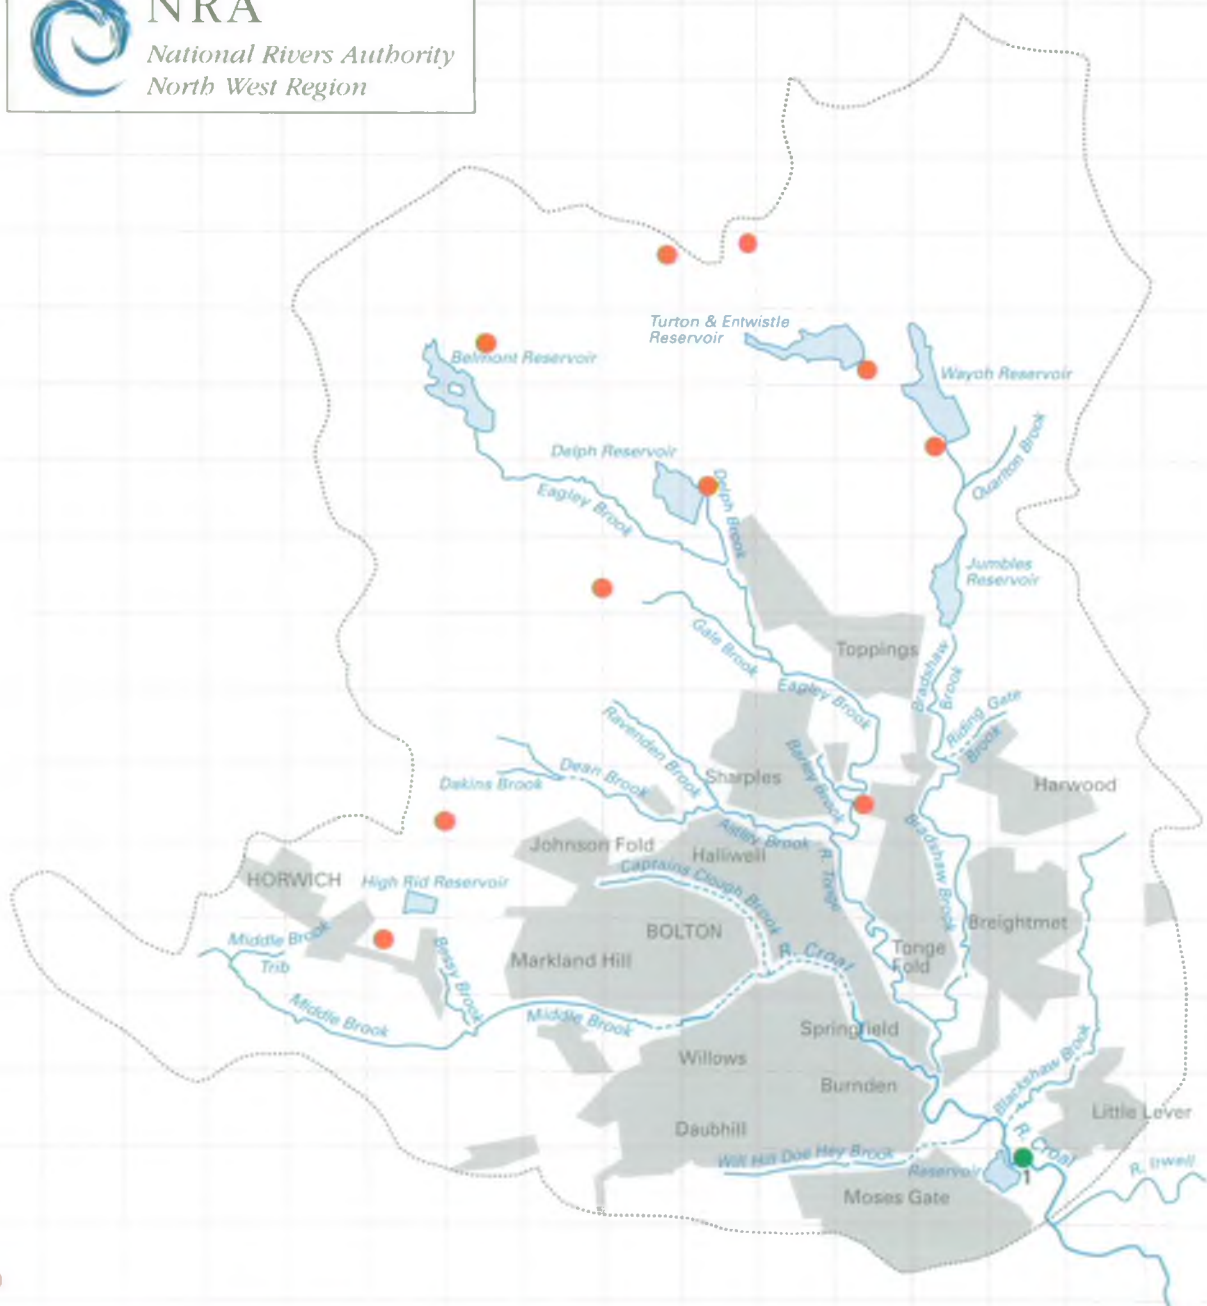 NRA
National Rivers Authority
North West Region
Turton & Entwistle
Reservoir
Belmont Reservoir
Wayoh Reservoir
Delph Reservoir
Quarlton Brook
Eagley Brook
Delph Brook
Jumbles
Reservoir
Gale Brook
Toppings
Bradshaw
Brook
Eagley Brook
Riding Gate
Brook
Ravenden Brook
Barley Brook
Dean Brook
Sharples
Dakins Brook
Harwood
Astley Brook
Johnson Fold
Halliwell
R. Tonge
Bradshaw Brook
Captains Clough Brook
HORWICH
High Rid Reservoir
BOLTON
Breightmet
Middle Brook
Trib
Bessy Brook
Markland Hill
R. Croal
Tonge
Fold
Middle Brook
Middle Brook
Springfield
Willows
Burnden
Blackshaw Brook
Little Lever
Daubhill
R. Croal
Will Hill Doe Hey Brook
Reservoir
1
R. Irwell
Moses Gate